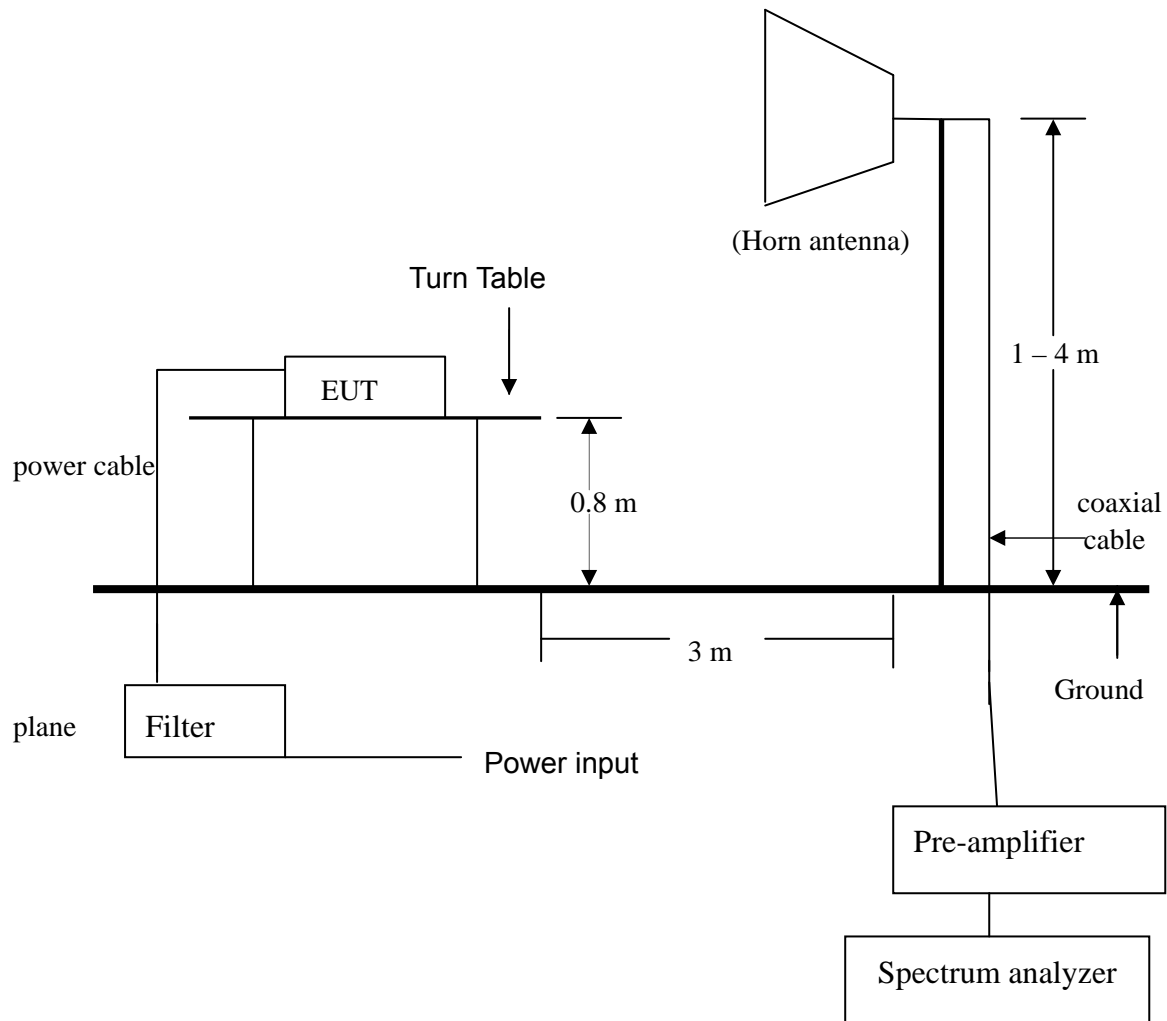 (Horn antenna)
Turn Table
1 – 4 m
EUT
power cable
0.8 m
coaxial
cable
3 m
Ground
plane
Filter
Power input
Pre-amplifier
Spectrum analyzer